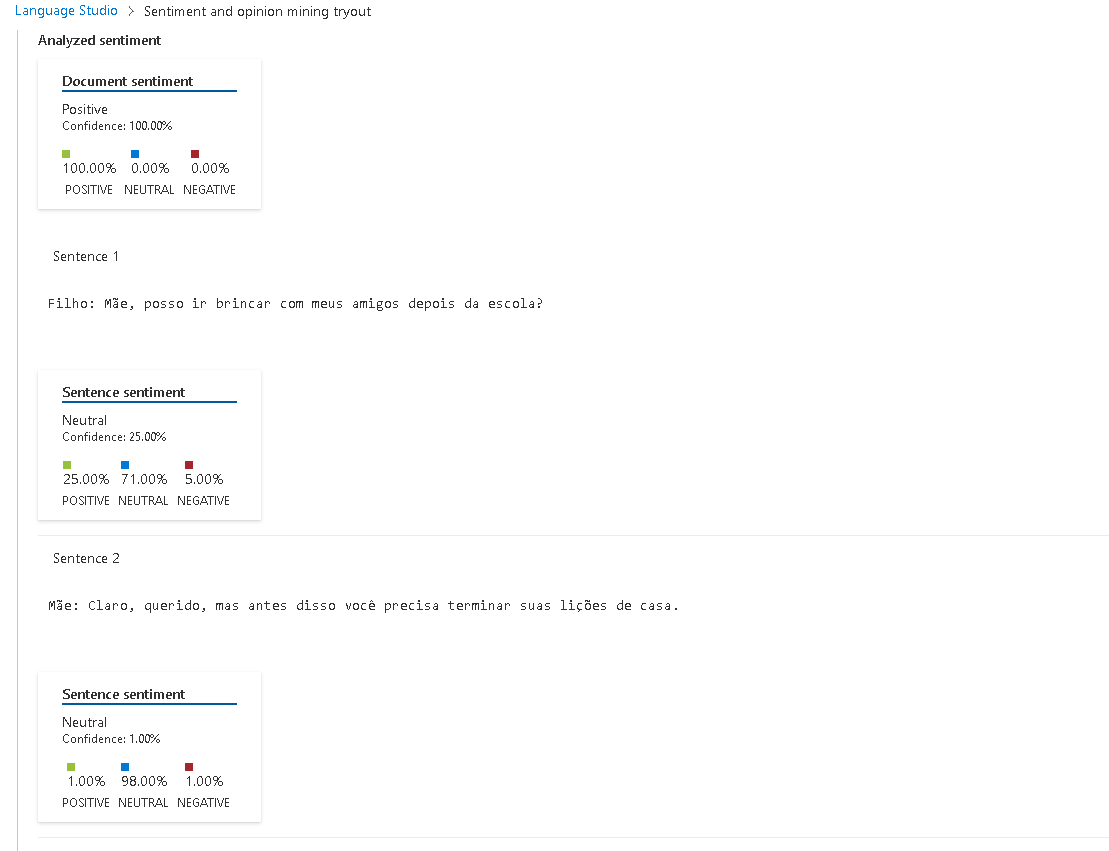 Language Studio > Sentiment and opinion mining tryout
Analyzed sentiment
Document sentiment
Positive
Confidence: 100.00%
100.00% 0.00% 0.00%
POSITIVE NEUTRAL NEGATIVE
Sentence 1
Filho: Mãe, posso ir brincar com meus amigos depois da escola?
Sentence sentiment
Neutral
Confidence: 25.00%
25.00% 71.00% 5.00%
POSITIVE NEUTRAL NEGATIVE
Sentence 2
Mãe: Claro, querido, mas antes disso você precisa terminar suas lições de casa.
Sentence sentiment
Neutral
Confidence: 1.00%
1.00% 98.00% 1.00%
POSITIVE NEUTRAL NEGATIVE